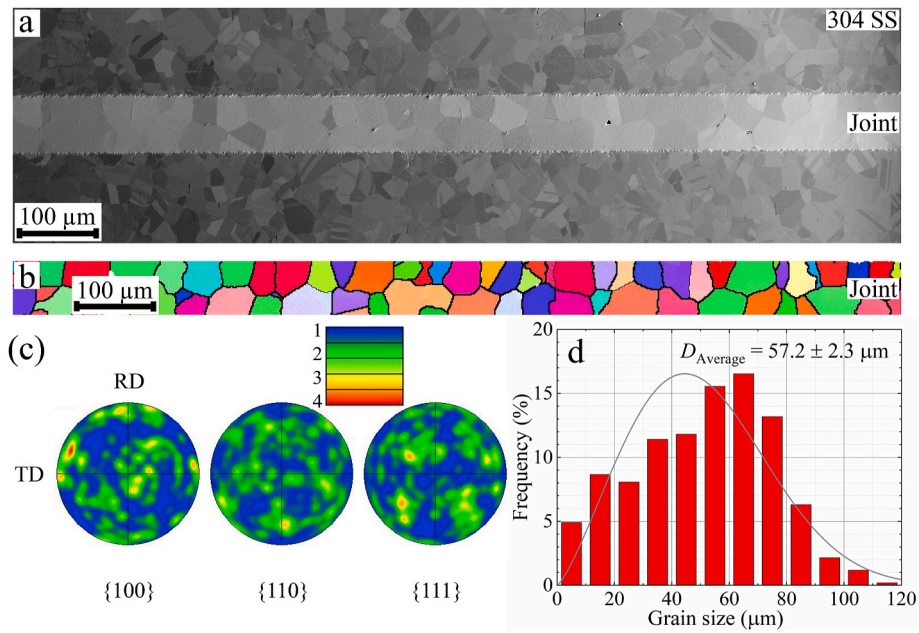 a
304 SS
Joint
100 μm
b
100 μm
Joint
(c)
1
2
3
4
RD
TD
{100}
{110}
{111}
d
D Average = 57.2 ± 2.3 μm
Frequency (%)
20
15
10
5
0
0 20 40 60 80 100 120
Grain size (μm)